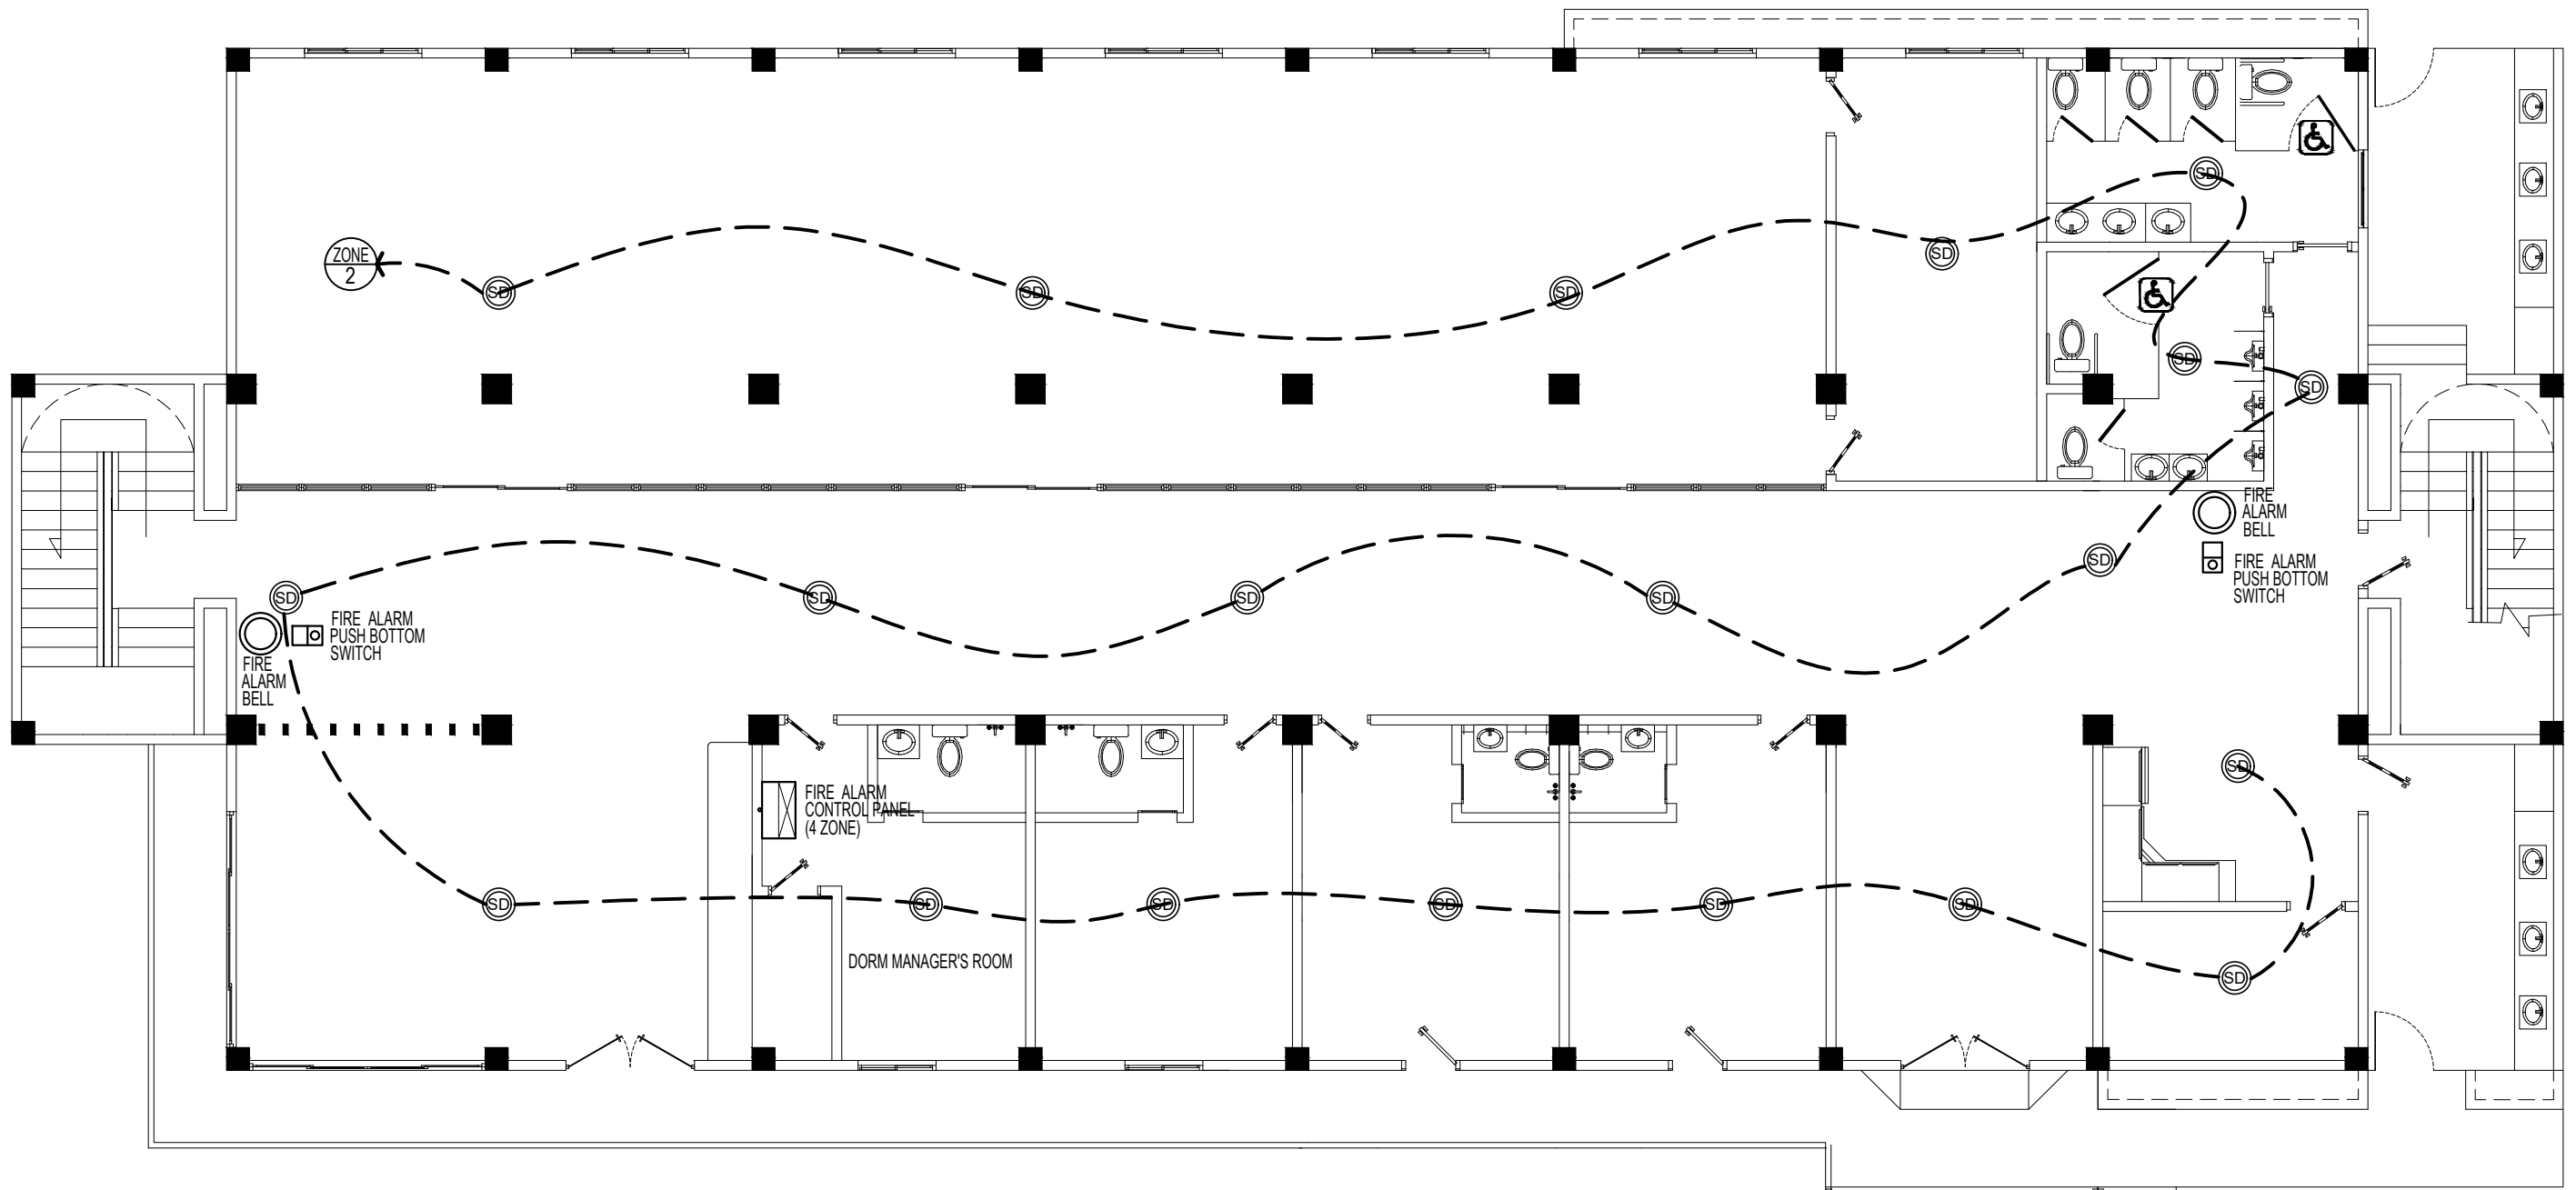 SD
ZONE
2
SD
SD
SD
SD
SD
SD
FIRE
ALARM
BELL
SD
FIRE ALARM
PUSH BOTTOM
SWITCH
SD
SD
SD
SD
FIRE ALARM
PUSH BOTTOM
SWITCH
FIRE
ALARM
BELL
SD
FIRE ALARM
CONTROL PANEL
(4 ZONE)
SD
SD
SD
SD
SD
SD
DORM MANAGER'S ROOM
SD